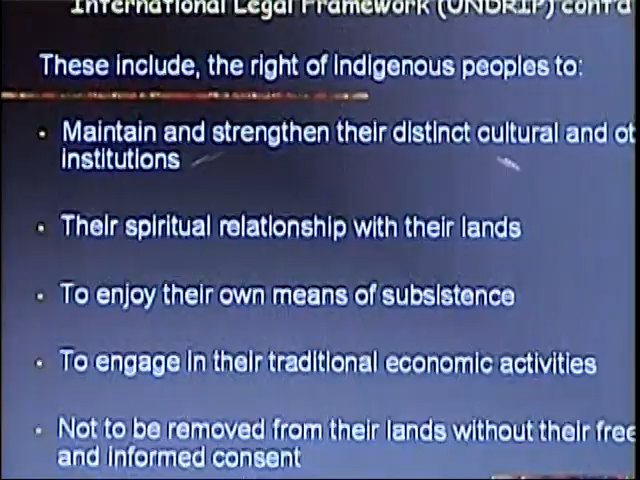 International Legal Framework (UNDRIP) cont'd
These include, the right of indigenous peoples to:
• Maintain and strengthen their distinct cultural and ot
institutions
• Their spiritual relationship with their lands
• To enjoy their own means of subsistence
• To engage in their traditional economic activities
• Not to be removed from their lands without their free
and informed consent